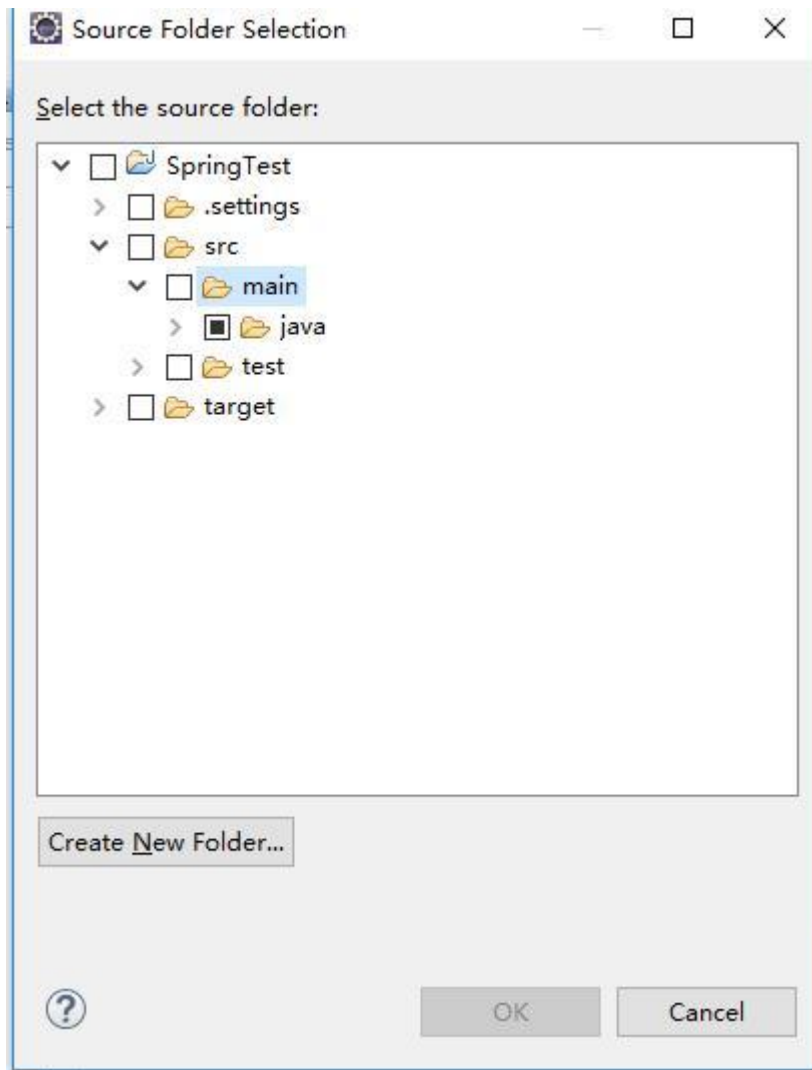 Source Folder Selection
Select the source folder:
SpringTest
.settings
src
main
java
test
target
Create New Folder...
OK
Cancel